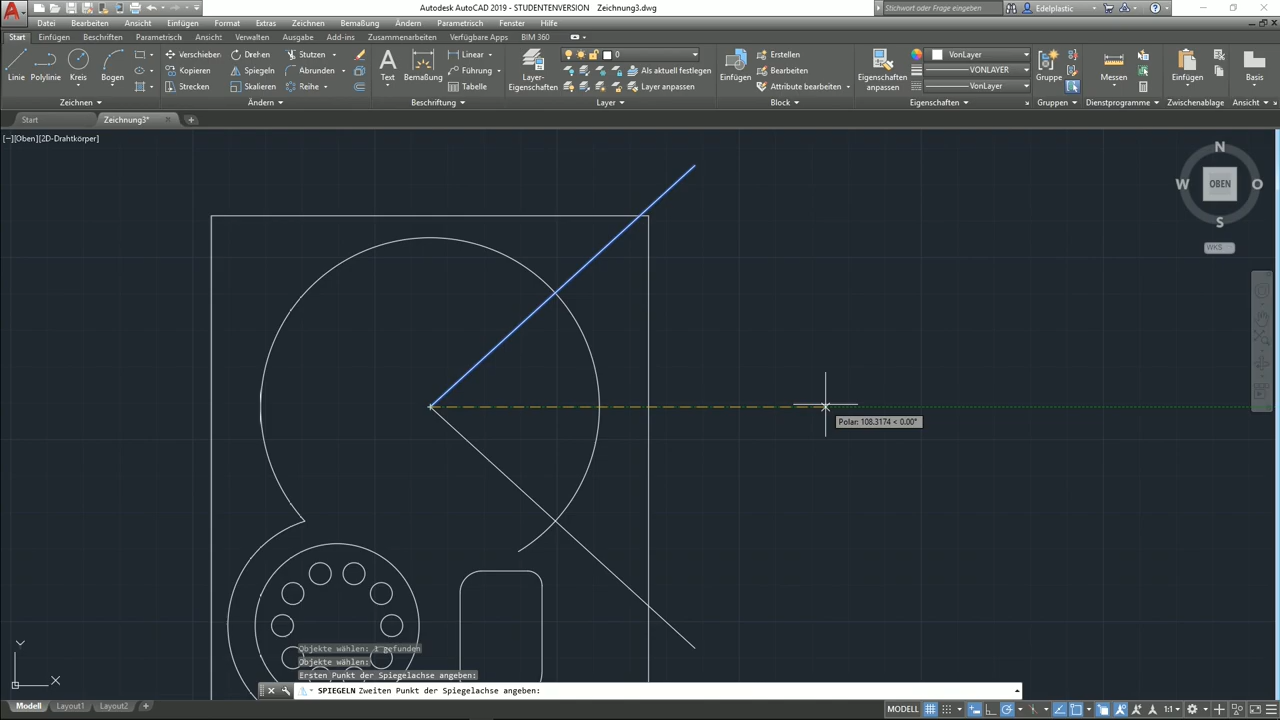 Autodesk AutoCAD 2019 - STUDENTENVERSION Zeichnung3.dwg
Stichwort oder Frage eingeben
Edelplastic
Datei Bearbeiten Ansicht Einfügen Format Extras Zeichnen Bemaßung Ändern Parametrisch Fenster Hilfe
Start Einfügen Beschriften Parametrisch Ansicht Verwalten Ausgabe Add-ins Zusammenarbeiten Verfügbare Apps BIM 360
Linie Polylinie Kreis Bogen
Verschieben Drehen Stutzen
Kopieren Spiegeln Abrunden
Strecken Skalieren Reihe
Text Bemaßung
Linear
Führung
Tabelle
Layer-
Eigenschaften
0
Als aktuell festlegen
Layer anpassen
Einfügen
Erstellen
Bearbeiten
Attribute bearbeiten
Eigenschaften
anpassen
VonLayer
VONLAYER
VonLayer
Gruppe
Messen
Einfügen
Basis
Zeichnen Ändern Beschriftung Layer Block Eigenschaften Gruppen Dienstprogramme Zwischenablage Ansicht
Start Zeichnung3*
[−][Oben][2D-Drahtkörper]
N
W OBEN O
S
WKS
Polar: 108.3174 < 0.00°
Objekte wählen: 1 gefunden
Objekte wählen:
Ersten Punkt der Spiegelachse angeben:
SPIEGELN Zweiten Punkt der Spiegelachse angeben:
Modell Layout1 Layout2
MODELL
1:1